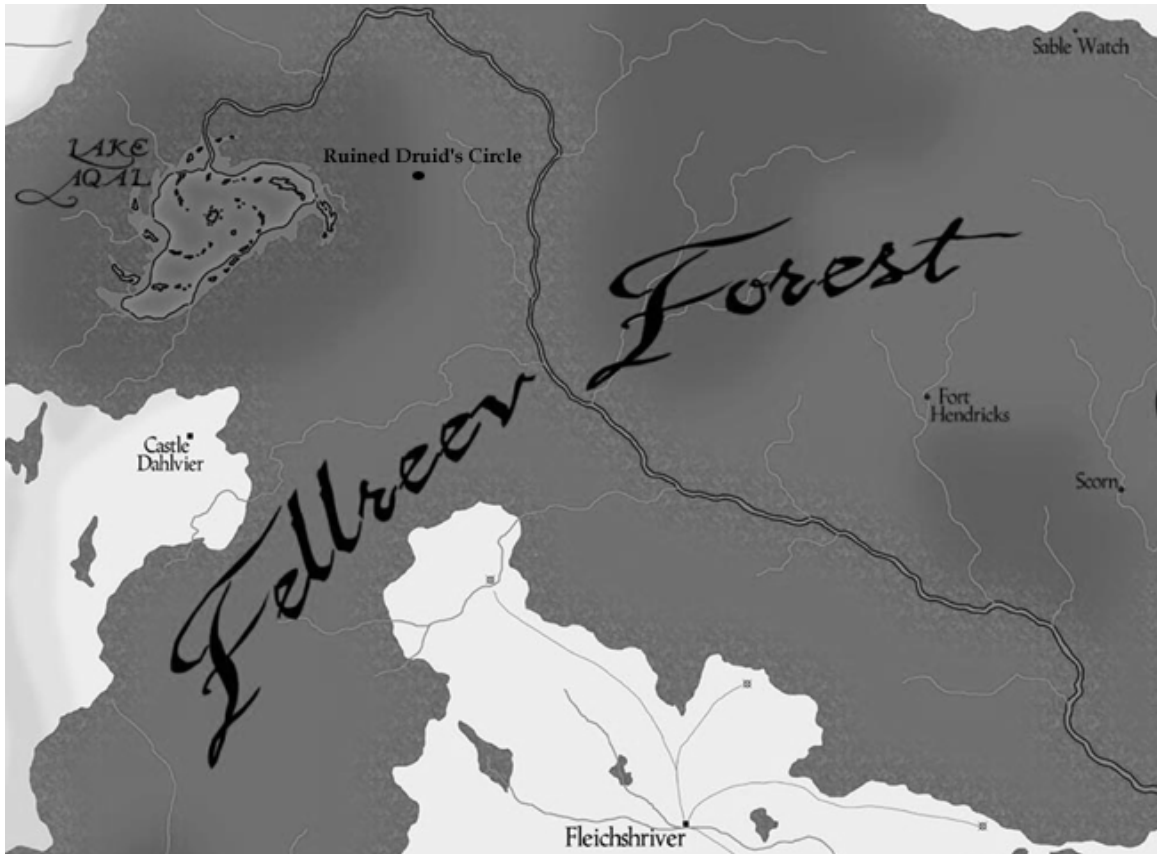 Sable Watch
LAKE
AQAL
Ruined Druid's Circle
Fellreev Forest
Fort
Hendricks
Castle
Dahlvier
Scorn
Fleichshriver